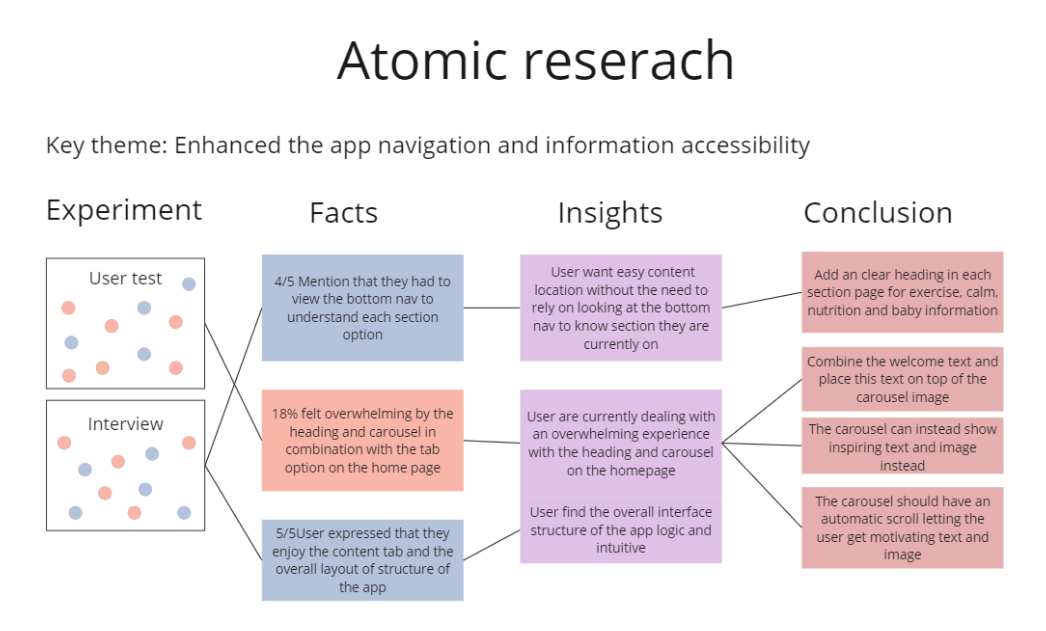 Atomic reserach
Key theme: Enhanced the app navigation and information accessibility
Experiment
Facts
Insights
Conclusion
User test
Interview
4/5 Mention that they had to
view the bottom nav to
understand each section
option
18% felt overwhelming by the
heading and carousel in
combination with the tab
option on the home page
5/5User expressed that they
enjoy the content tab and the
overall layout of structure of
the app
User want easy content
location without the need to
rely on looking at the bottom
nav to know section they are
currently on
User are currently dealing with
an overwhelming experience
with the heading and carousel
on the homepage
User find the overall interface
structure of the app logic and
intuitive
Add an clear heading in each
section page for exercise, calm,
nutrition and baby information
Combine the welcome text and
place this text on top of the
carousel image
The carousel can instead show
inspiring text and image
instead
The carousel should have an
automatic scroll letting the
user get motivating text and
image